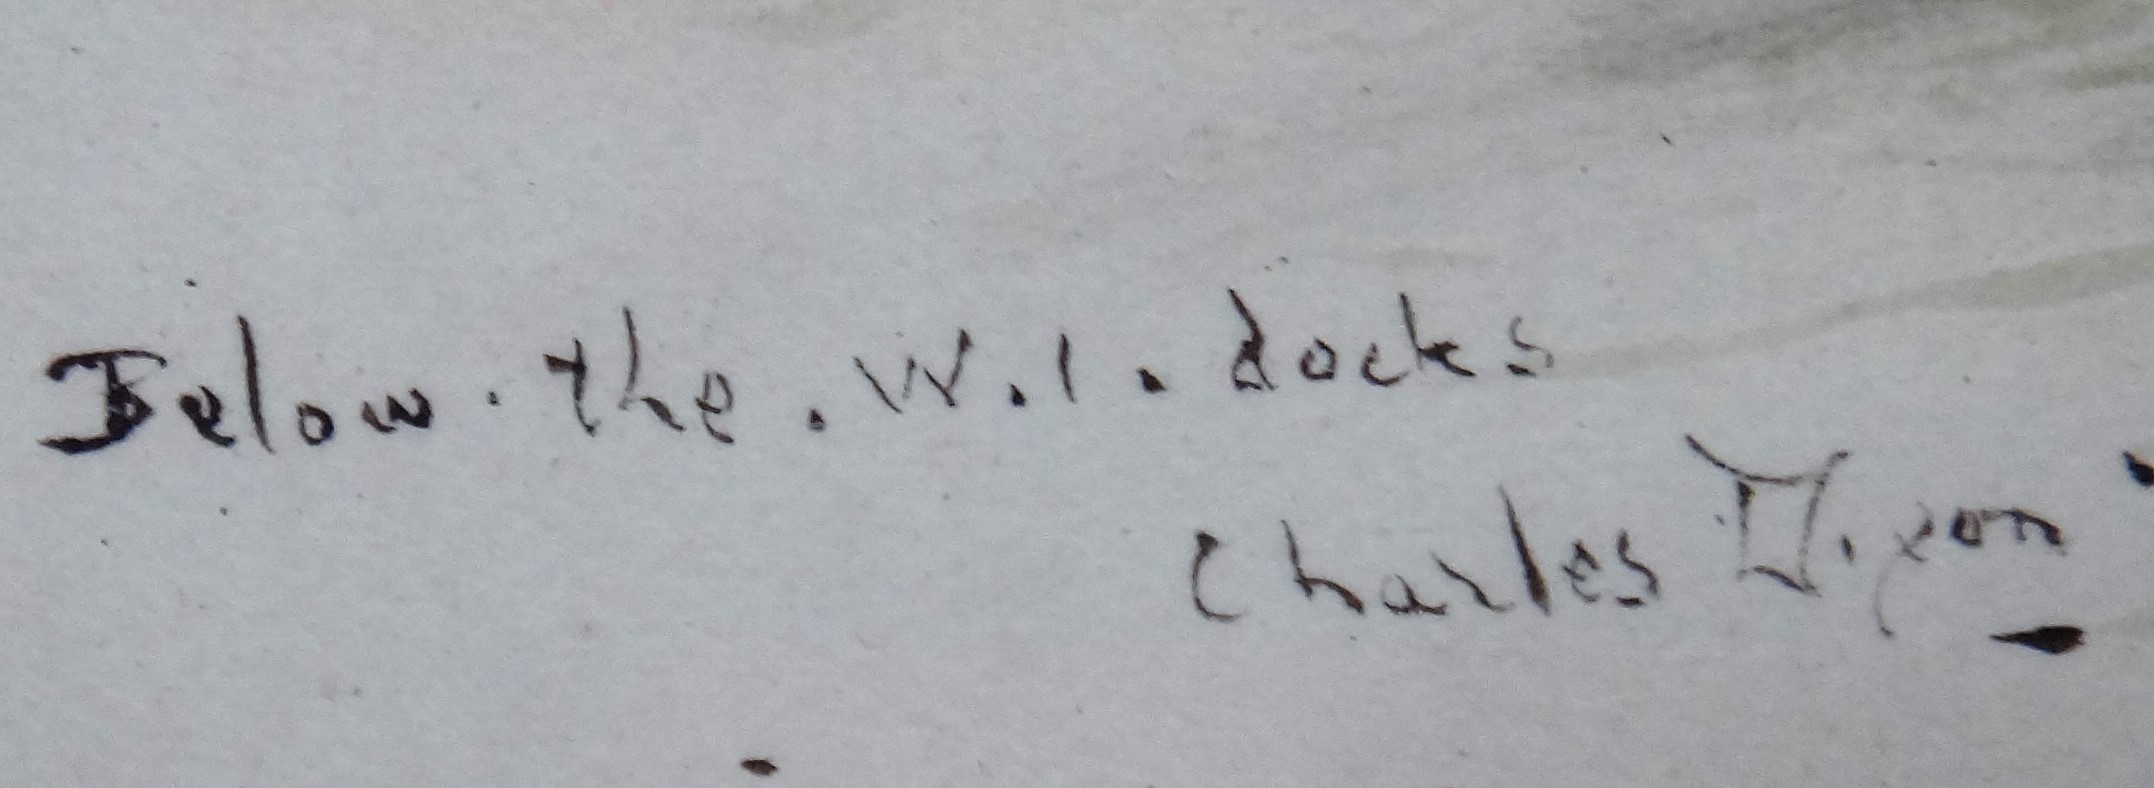 Below . the . W . I . docks
Charles Dixon